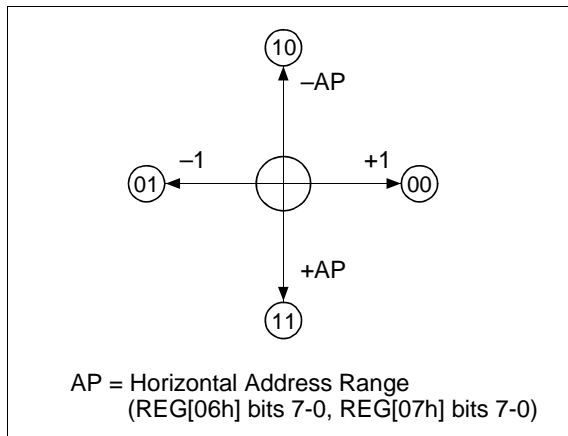 10
–AP
–1
+1
01
00
+AP
11
AP = Horizontal Address Range
(REG[06h] bits 7-0, REG[07h] bits 7-0)